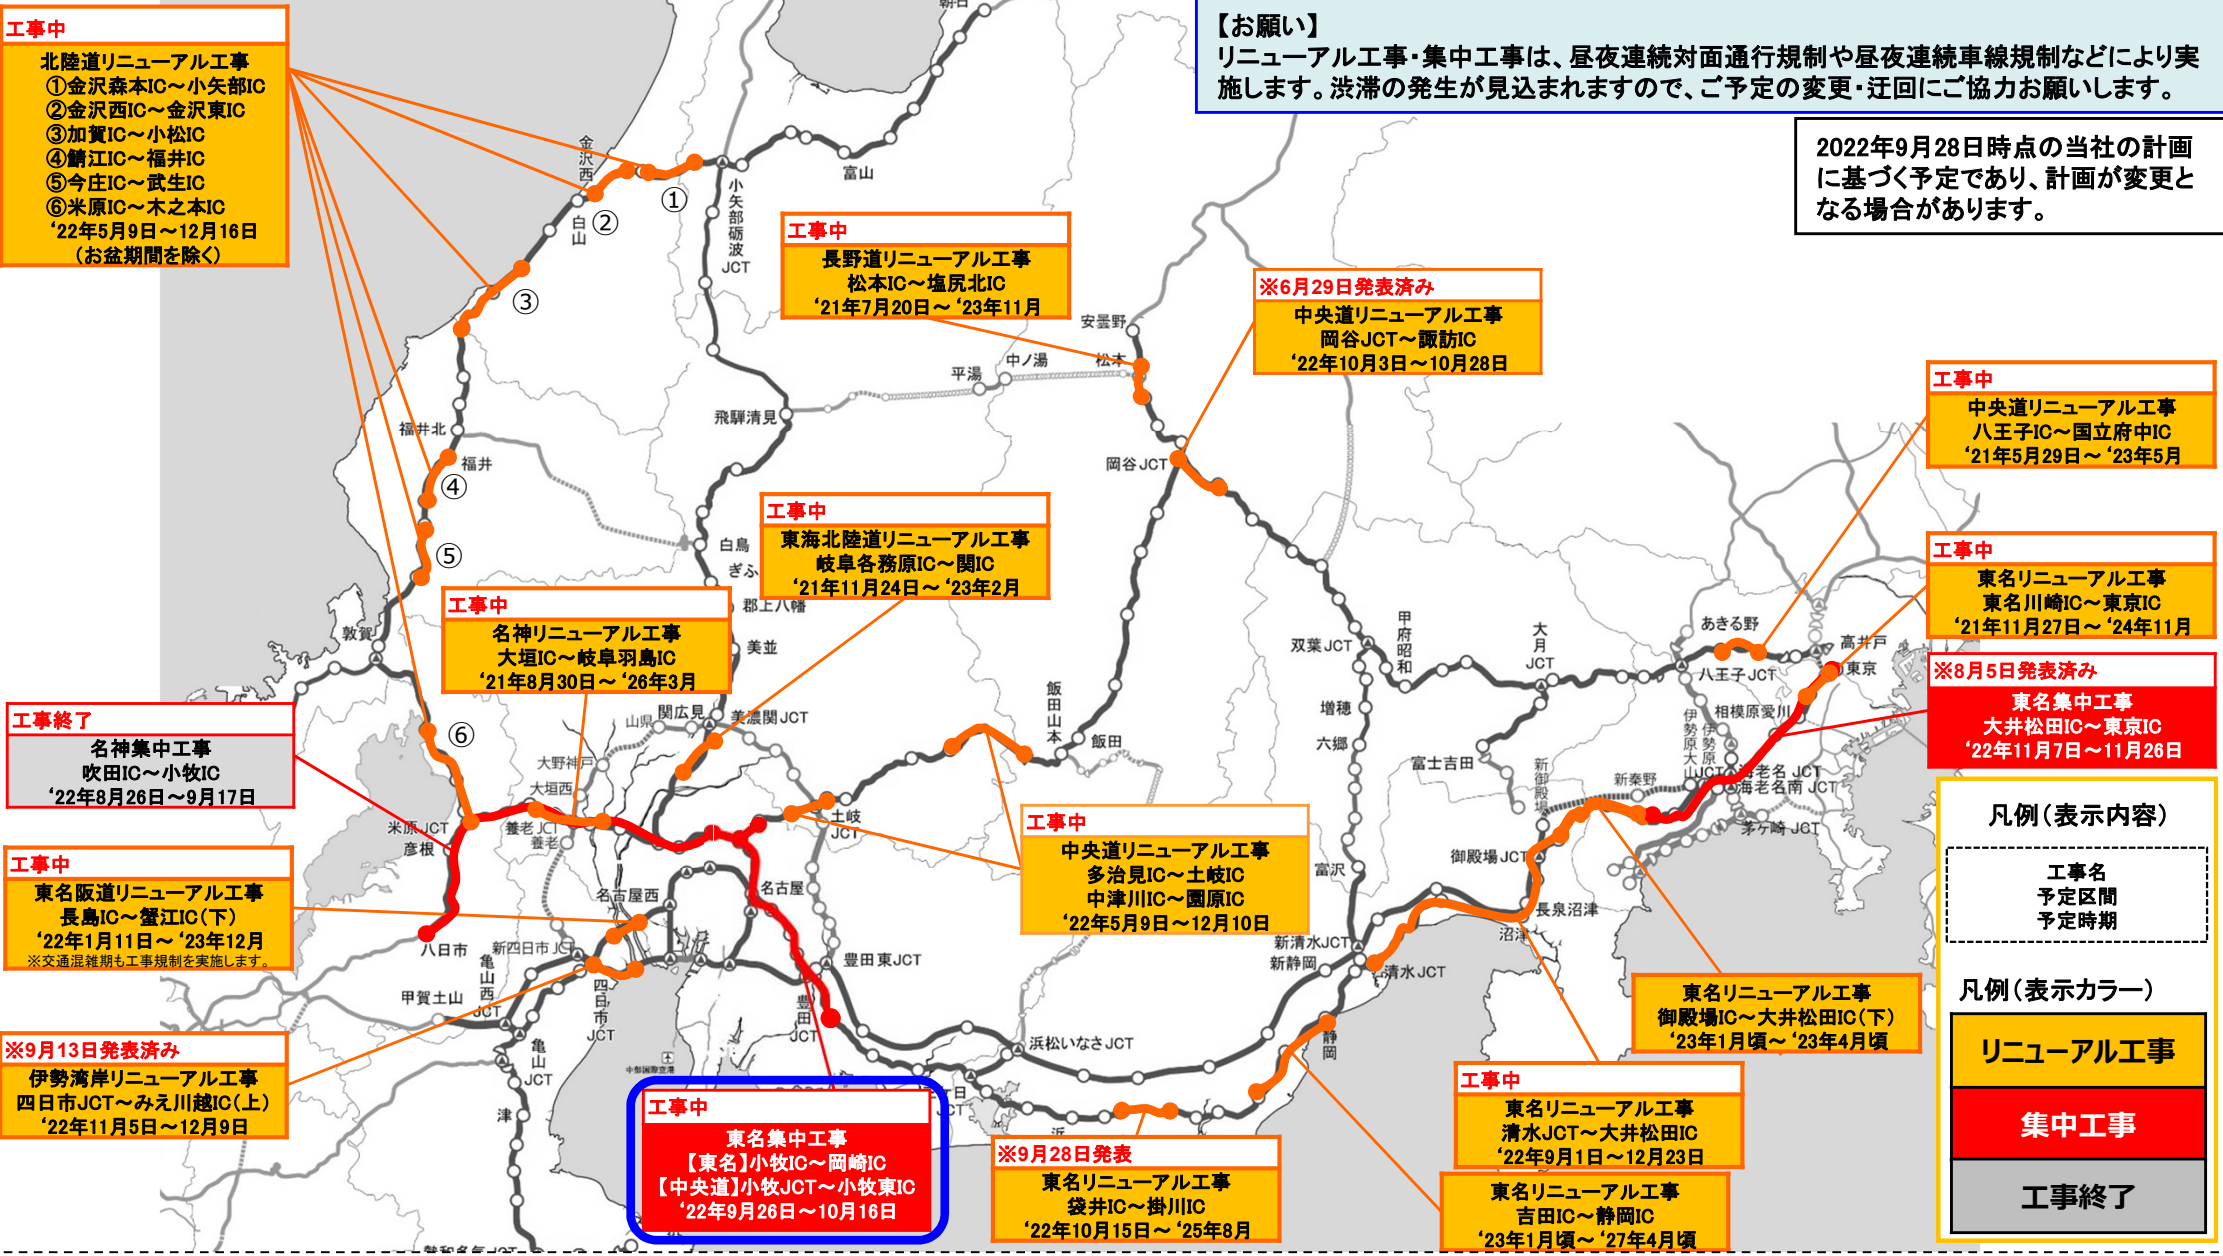 【お願い】
リニューアル工事・集中工事は、昼夜連続対面通行規制や昼夜連続車線規制などにより実
施します。渋滞の発生が見込まれますので、ご予定の変更・迂回にご協力お願いします。
2022年9月28日時点の当社の計画
に基づく予定であり、計画が変更と
なる場合があります。
工事中
北陸道リニューアル工事
①金沢森本IC～小矢部IC
②金沢西IC～金沢東IC
③加賀IC～小松IC
④鯖江IC～福井IC
⑤今庄IC～武生IC
⑥米原IC～木之本IC
‘22年5月9日～12月16日
（お盆期間を除く）
工事中
長野道リニューアル工事
松本IC～塩尻北IC
‘21年7月20日～‘23年11月
※6月29日発表済み
中央道リニューアル工事
岡谷JCT～諏訪IC
‘22年10月3日～10月28日
工事中
中央道リニューアル工事
八王子IC～国立府中IC
‘21年5月29日～‘23年5月
工事中
東海北陸道リニューアル工事
岐阜各務原IC～関IC
‘21年11月24日～‘23年2月
工事中
東名リニューアル工事
東名川崎IC～東京IC
‘21年11月27日～‘24年11月
工事中
名神リニューアル工事
大垣IC～岐阜羽島IC
‘21年8月30日～‘26年3月
※8月5日発表済み
東名集中工事
大井松田IC～東京IC
‘22年11月7日～11月26日
工事終了
名神集中工事
吹田IC～小牧IC
‘22年8月26日～9月17日
工事中
中央道リニューアル工事
多治見IC～土岐IC
中津川IC～園原IC
‘22年5月9日～12月10日
工事中
東名阪道リニューアル工事
長島IC～蟹江IC（下）
‘22年1月11日～‘23年12月
※交通混雑期も工事規制を実施します。
※9月13日発表済み
伊勢湾岸リニューアル工事
四日市JCT～みえ川越IC（上）
‘22年11月5日～12月9日
工事中
東名集中工事
【東名】小牧IC～岡崎IC
【中央道】小牧JCT～小牧東IC
‘22年9月26日～10月16日
※9月28日発表
東名リニューアル工事
袋井IC～掛川IC
‘22年10月15日～‘25年8月
東名リニューアル工事
御殿場IC～大井松田IC（下）
‘23年1月頃～‘23年4月頃
工事中
東名リニューアル工事
清水JCT～大井松田IC
‘22年9月1日～12月23日
東名リニューアル工事
吉田IC～静岡IC
‘23年1月頃～‘27年4月頃
凡例（表示内容）
工事名
予定区間
予定時期
凡例（表示カラー）
リニューアル工事
集中工事
工事終了
朝日
金沢西
①
②
白山
③
小矢部砺波JCT
富山
安曇野
松本
中ノ湯
平湯
飛騨清見
福井北
福井
④
⑤
⑥
岡谷JCT
白鳥
ぎふ
郡上八幡
美並
敦賀
関広見
山県
美濃関JCT
大野神戸
大垣西
養老JCT
養老
米原JCT
彦根
八日市
名古屋西
名古屋
土岐JCT
飯田山本
飯田
双葉JCT
甲府昭和
大月JCT
増穂
六郷
富沢
富士吉田
新御殿場
新秦野
御殿場JCT
長泉沼津
沼津
新清水JCT
新静岡
清水JCT
静岡
あきる野
高井戸
東京
八王子JCT
相模原愛川
伊勢原大山
伊勢原JCT
海老名JCT
海老名南JCT
茅ヶ崎JCT
新四日市JCT
亀山西JCT
甲賀土山
四日市JCT
亀山JCT
津
豊田東JCT
豊田JCT
浜松いなさJCT
中部国際空港